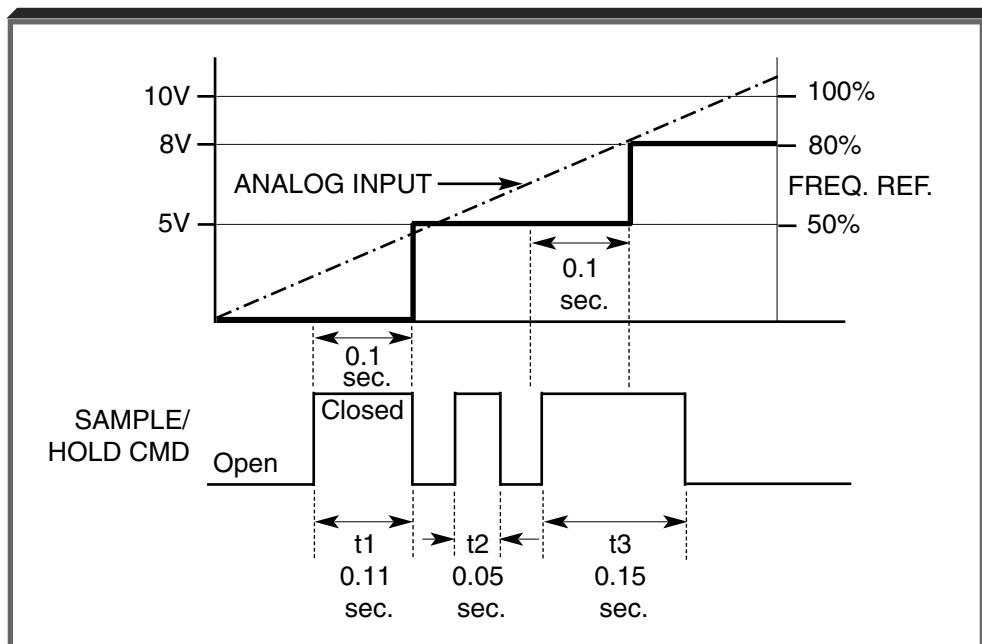 10V
100%
8V
80%
ANALOG INPUT
FREQ. REF.
5V
50%
0.1
sec.
0.1
sec.
SAMPLE/
HOLD CMD
Closed
Open
t1
0.11
sec.
t2
0.05
sec.
t3
0.15
sec.